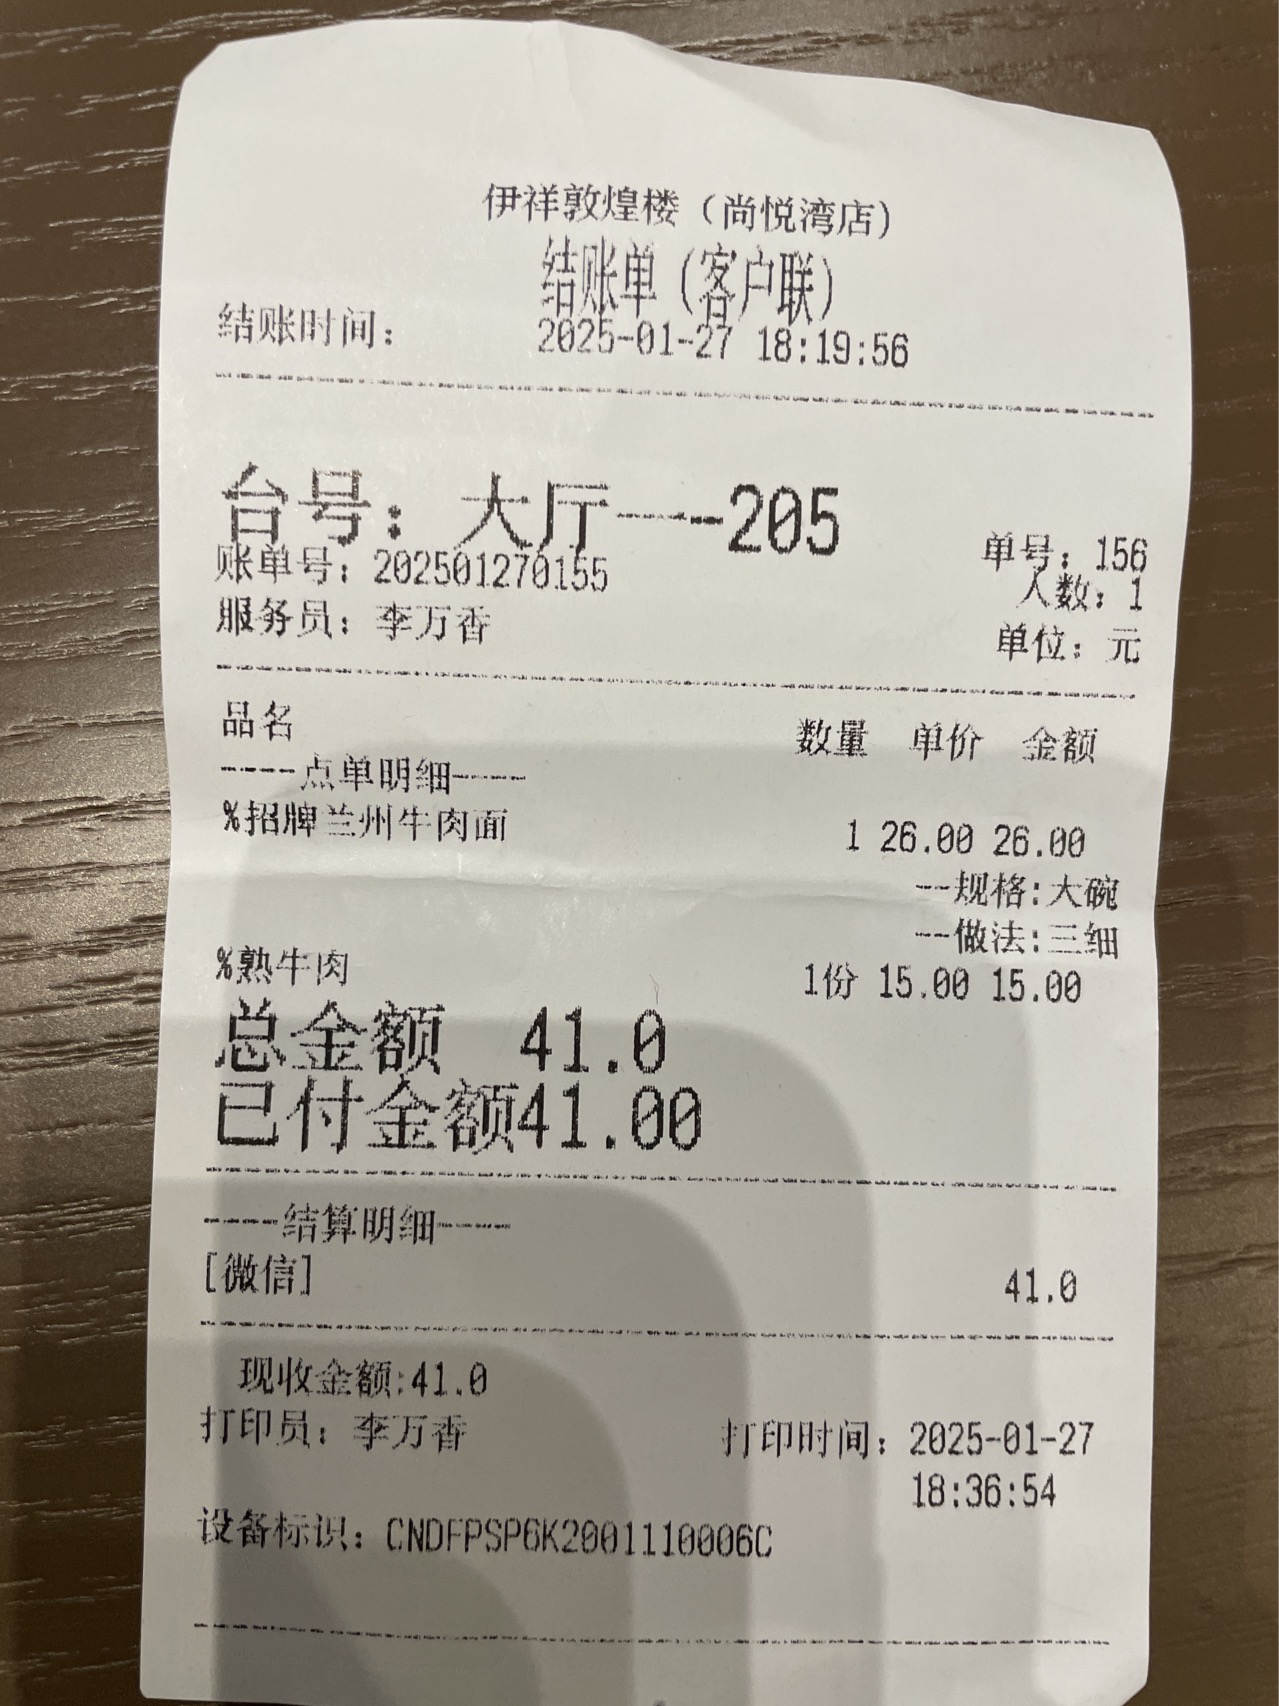 伊祥敦煌楼（尚悦湾店）
结账单（客户联）
结账时间： 2025-01-27 18:19:56
台号： 大厅---205
单号：156
账单号：202501270155
人数：1
服务员：李万香
单位：元
品名 数量 单价 金额
----点单明细----
%招牌兰州牛肉面 1 26.00 26.00
--规格:大碗
--做法:三细
%熟牛肉 1份 15.00 15.00
总金额 41.0
已付金额41.00
----结算明细----
[微信] 41.0
现收金额:41.0
打印员：李万香 打印时间：2025-01-27
18:36:54
设备标识：CNDFPSP6K2001110006C